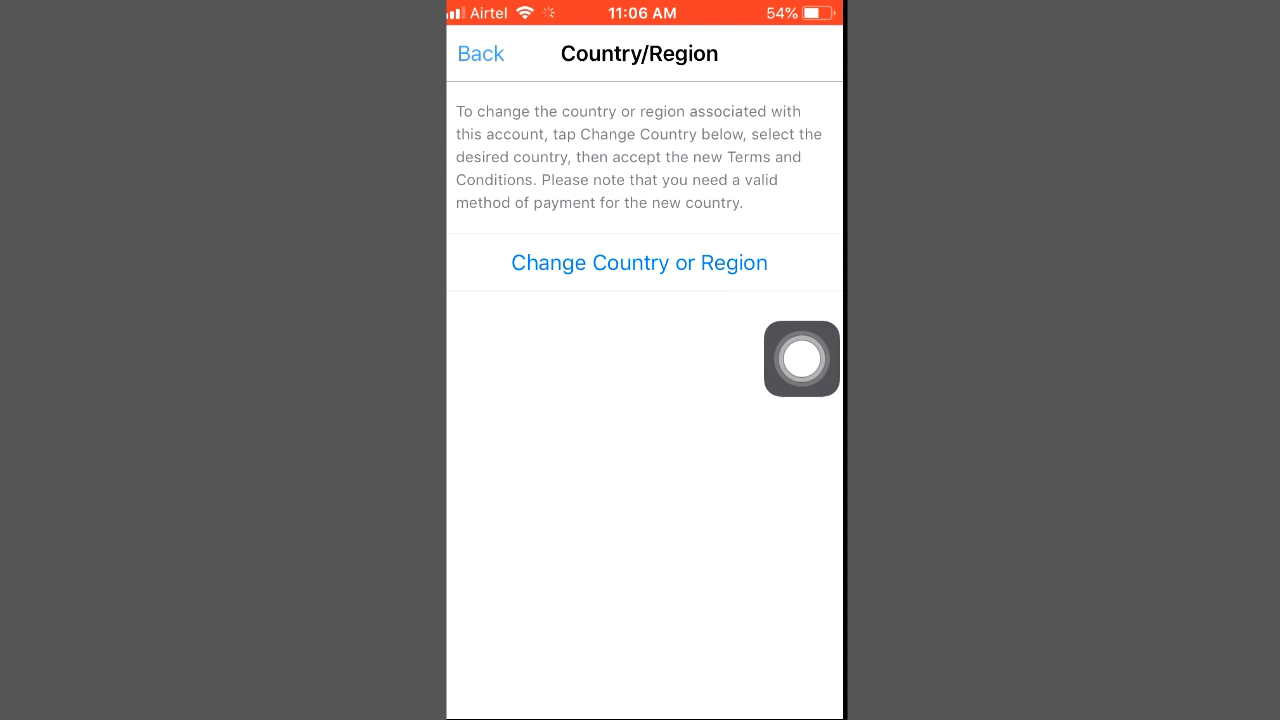 Airtel 11:06 AM 54%
Back Country/Region
To change the country or region associated with
this account, tap Change Country below, select the
desired country, then accept the new Terms and
Conditions. Please note that you need a valid
method of payment for the new country.
Change Country or Region